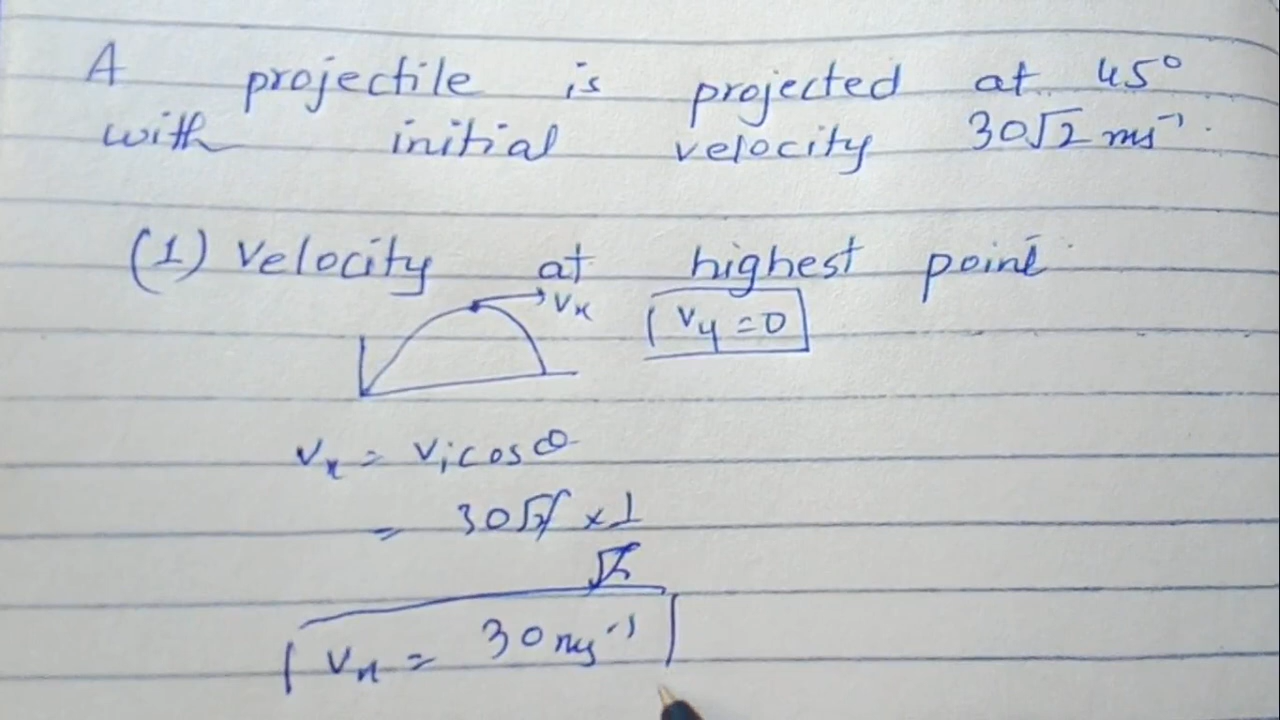 A projectile is projected at 45°
with initial velocity 30√2 ms⁻¹.
(1) Velocity at highest point
Vx
Vy = 0
Vx = Vi cos θ
= 30√2 × 1
√2
Vx = 30 ms⁻¹